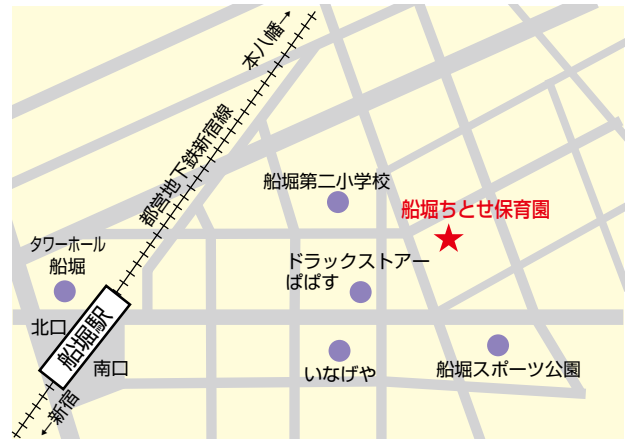 本八幡→
都営地下鉄新宿線
船堀第二小学校
船堀ちとせ保育園
タワーホール
船堀
ドラックストアー
ぱぱす
北口
船堀駅
南口
いなげや
船堀スポーツ公園
←新宿